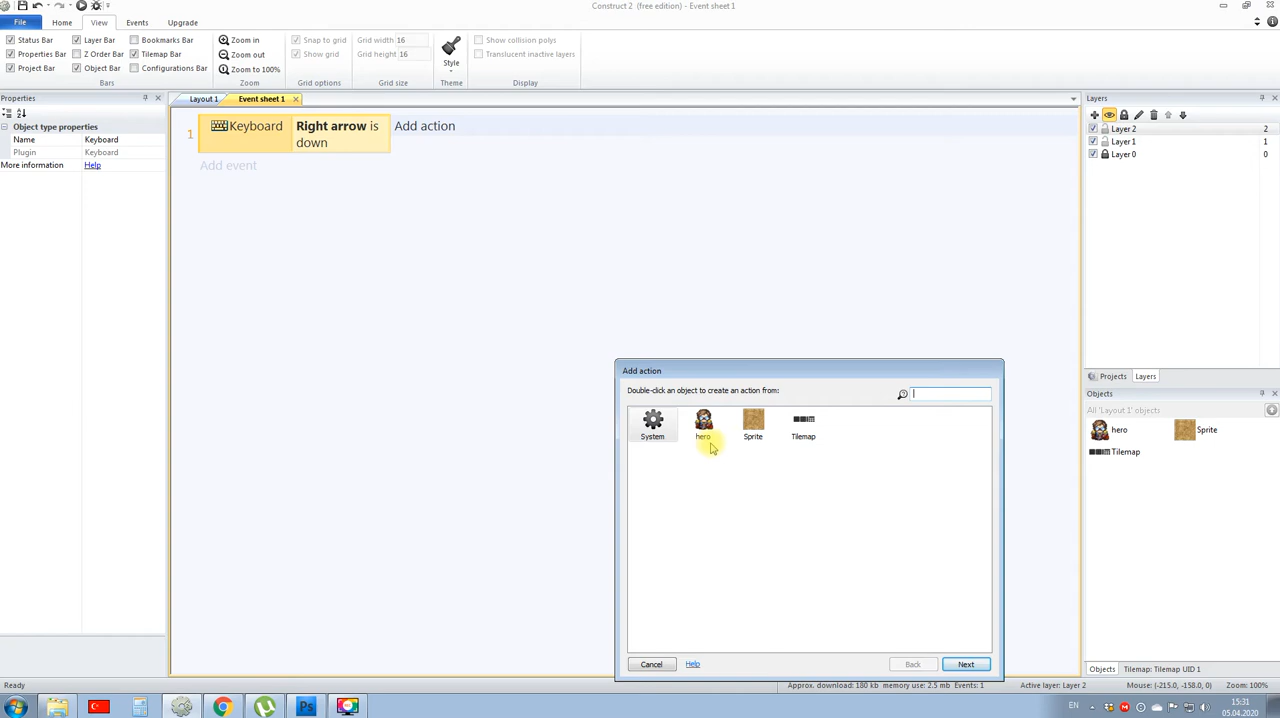 Construct 2  (free edition) - Event sheet 1
File Home View Events Upgrade
Status Bar Layer Bar Bookmarks Bar Zoom in Snap to grid Grid width 16 Show collision polys
Properties Bar Z Order Bar Tilemap Bar Zoom out Show grid Grid height 16 Translucent inactive layers
Project Bar Object Bar Configurations Bar Zoom to 100% Style
Bars Zoom Grid options Grid size Theme Display
Properties
Layout 1 Event sheet 1
Layers
Object type properties
Name Keyboard
Plugin Keyboard
More information Help
1 Keyboard Right arrow is down Add action
Add event
Layer 2 2
Layer 1 1
Layer 0 0
Add action
Double-click an object to create an action from:
System hero Sprite Tilemap
Cancel Help Back Next
Projects Layers
Objects
All 'Layout 1' objects
hero Sprite
Tilemap
Objects Tilemap: Tilemap UID 1
Ready Approx. download: 180 kb memory use: 2.5 mb Events: 1 Active layer: Layer 2 Mouse: (-215.0, -158.0, 0) Zoom: 100%
Ps EN 15:31
05.04.2020